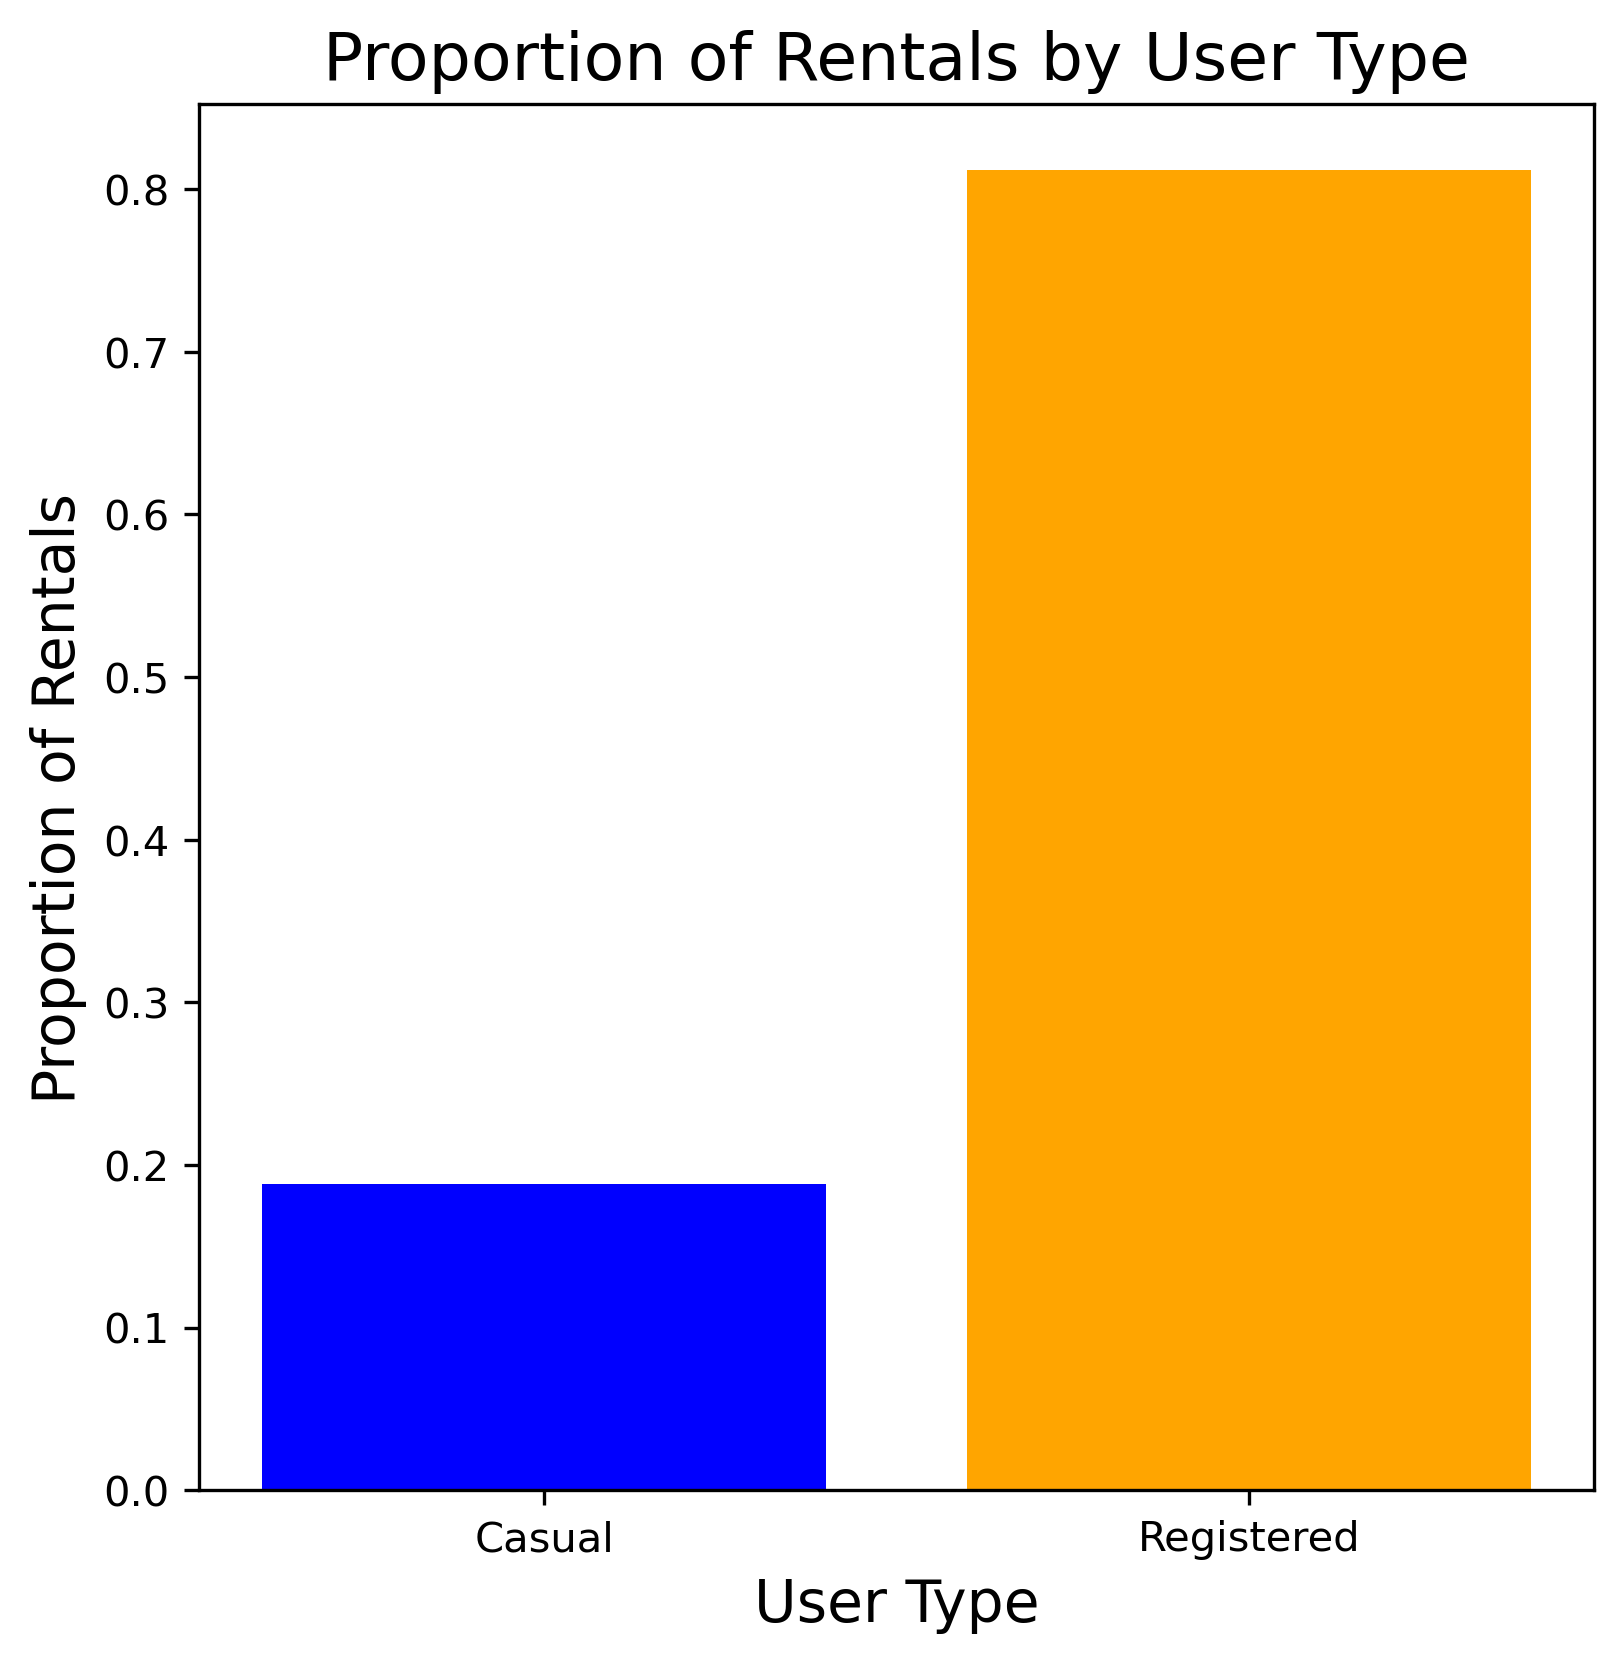 Proportion of Rentals by User Type
Proportion of Rentals
0.8
0.7
0.6
0.5
0.4
0.3
0.2
0.1
0.0
Casual
Registered
User Type